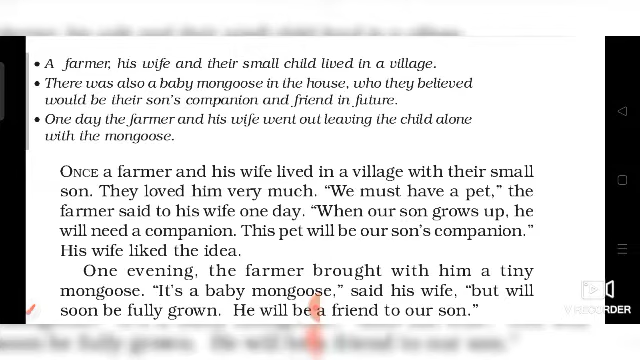 • A farmer, his wife and their small child lived in a village.
• There was also a baby mongoose in the house, who they believed
would be their son's companion and friend in future.
• One day the farmer and his wife went out leaving the child alone
with the mongoose.
ONCE a farmer and his wife lived in a village with their small
son. They loved him very much. “We must have a pet,” the
farmer said to his wife one day. “When our son grows up, he
will need a companion. This pet will be our son’s companion.”
His wife liked the idea.
One evening, the farmer brought with him a tiny
mongoose. “It’s a baby mongoose,” said his wife, “but will
soon be fully grown. He will be a friend to our son.”
V RECORDER